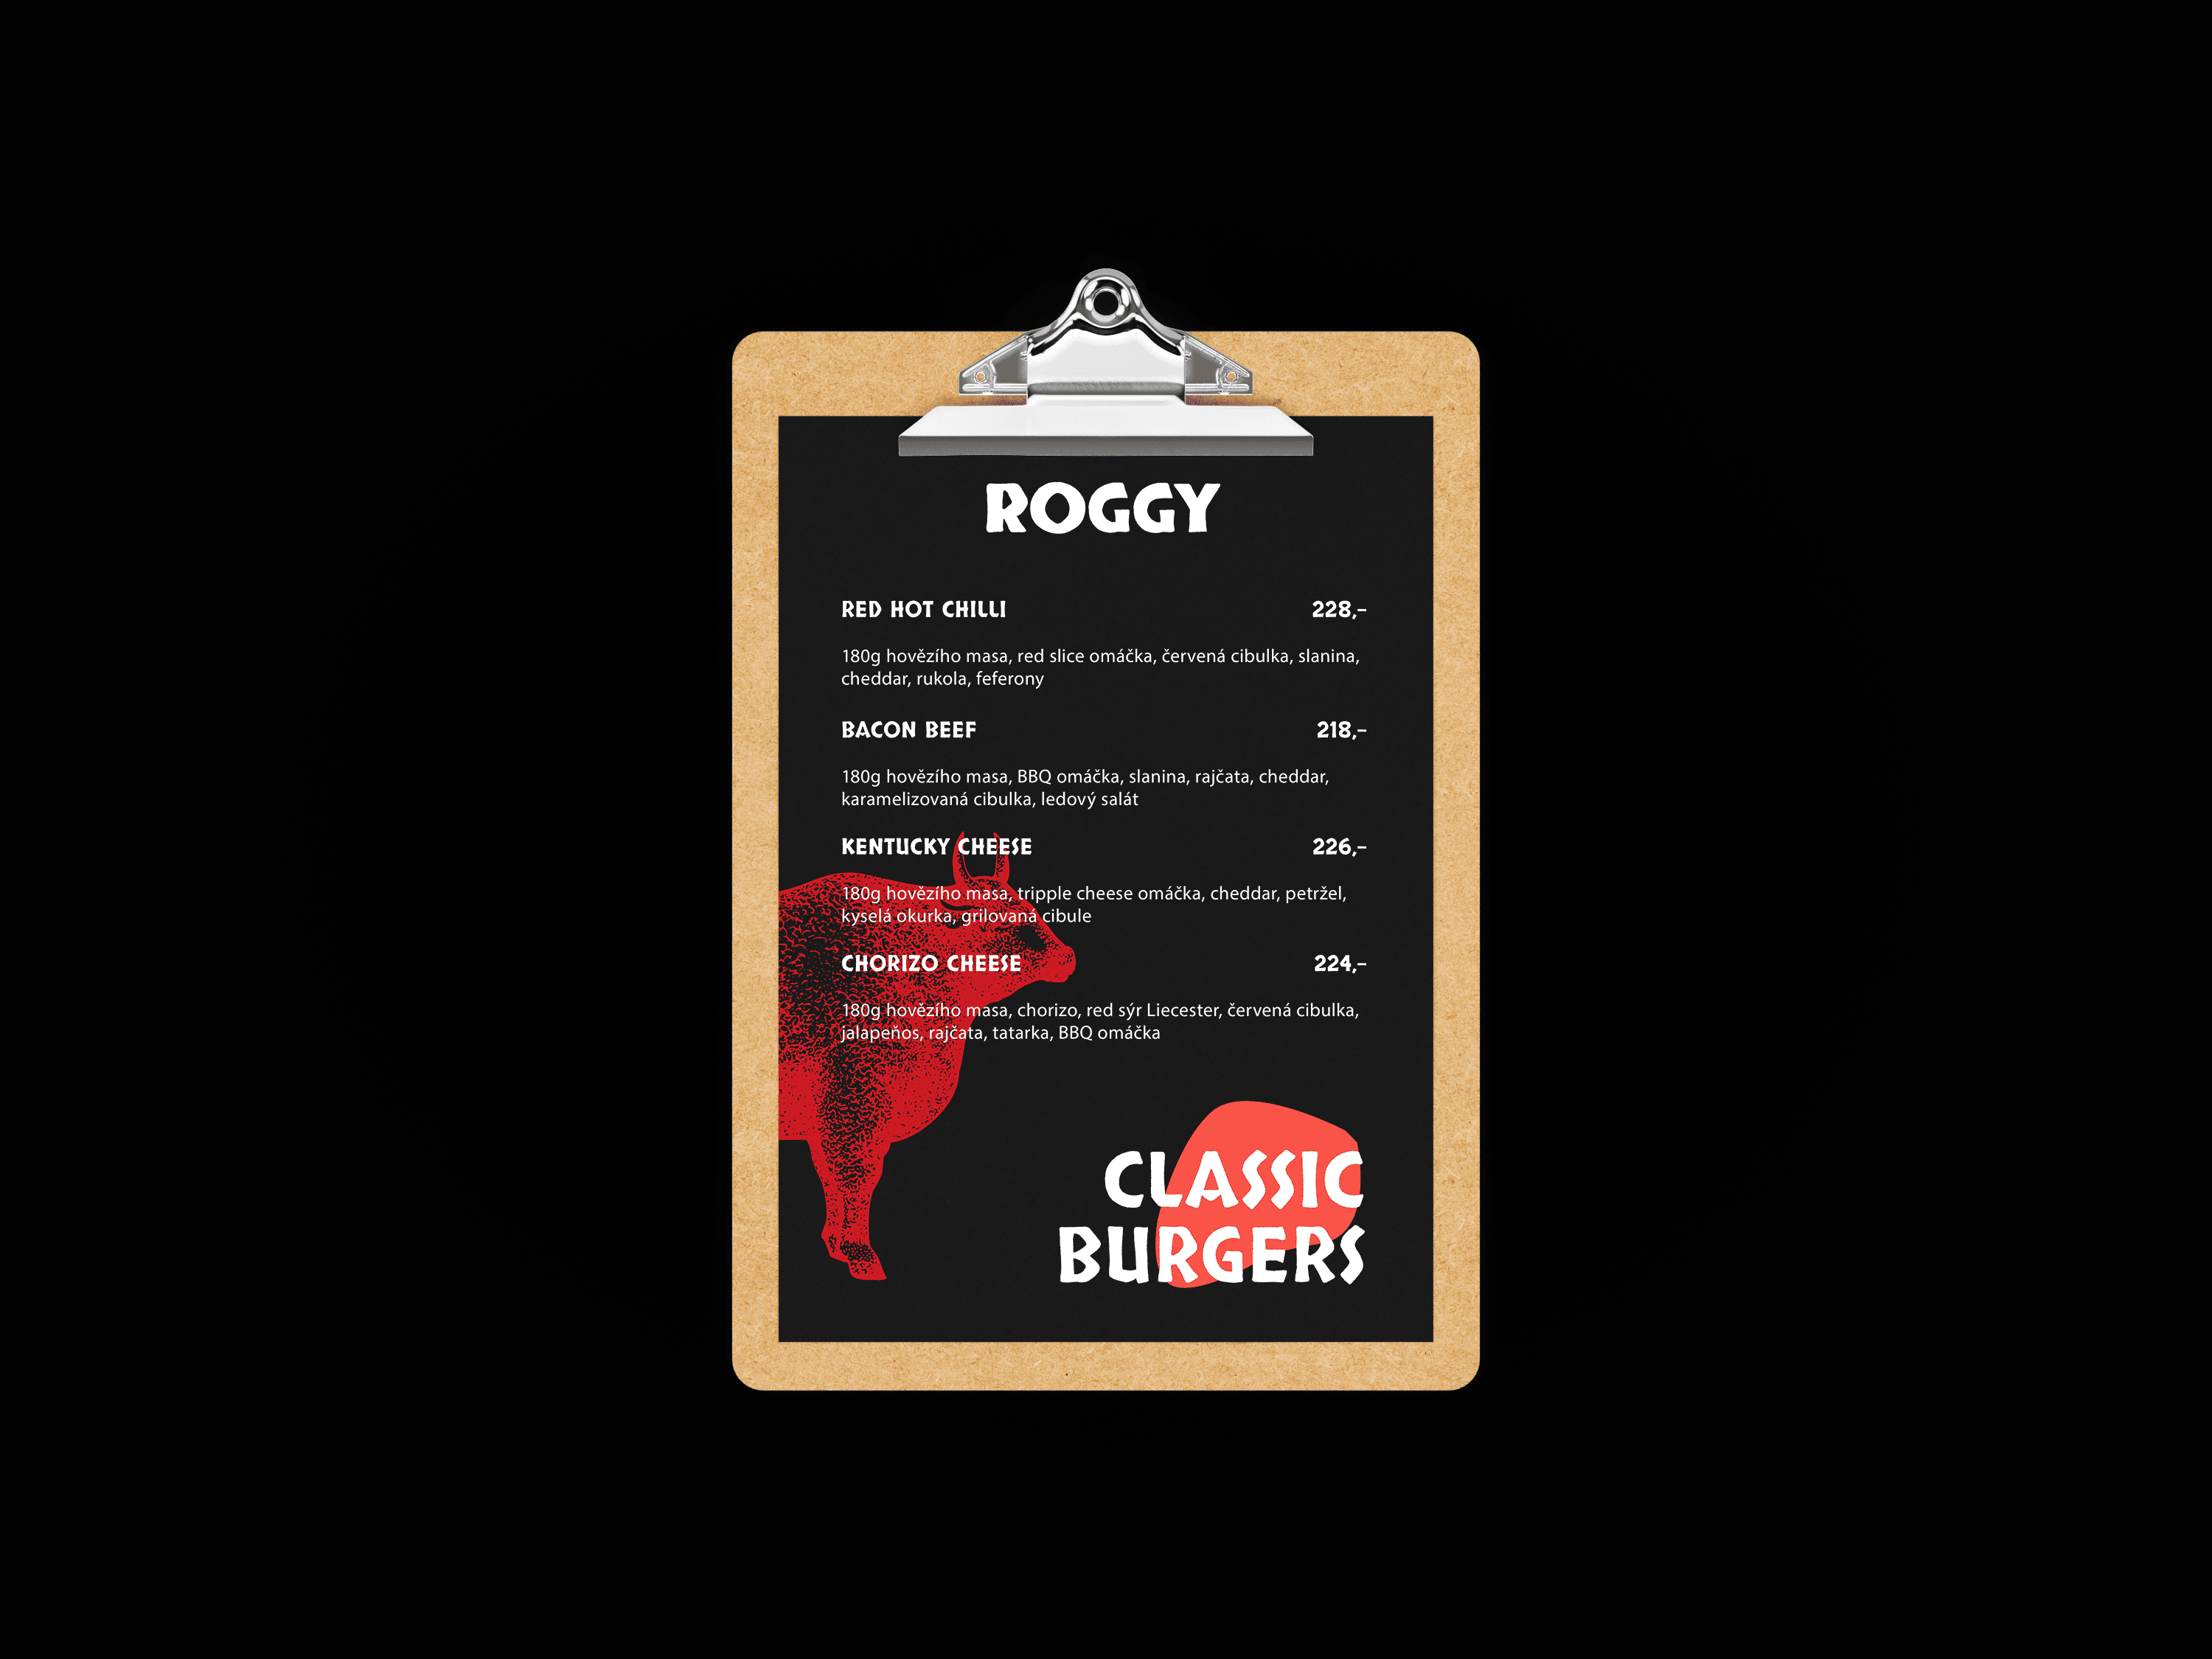 ROGGY
RED HOT CHILLI 228,-
180g hovězího masa, red slice omáčka, červená cibulka, slanina,
cheddar, rukola, feferony
BACON BEEF 218,-
180g hovězího masa, BBQ omáčka, slanina, rajčata, cheddar,
karamelizovaná cibulka, ledový salát
KENTUCKY CHEESE 226,-
180g hovězího masa, tripple cheese omáčka, cheddar, petržel,
kyselá okurka, grilovaná cibule
CHORIZO CHEESE 224,-
180g hovězího masa, chorizo, red sýr Liecester, červená cibulka,
jalapeños, rajčata, tatarka, BBQ omáčka
CLASSIC
BURGERS